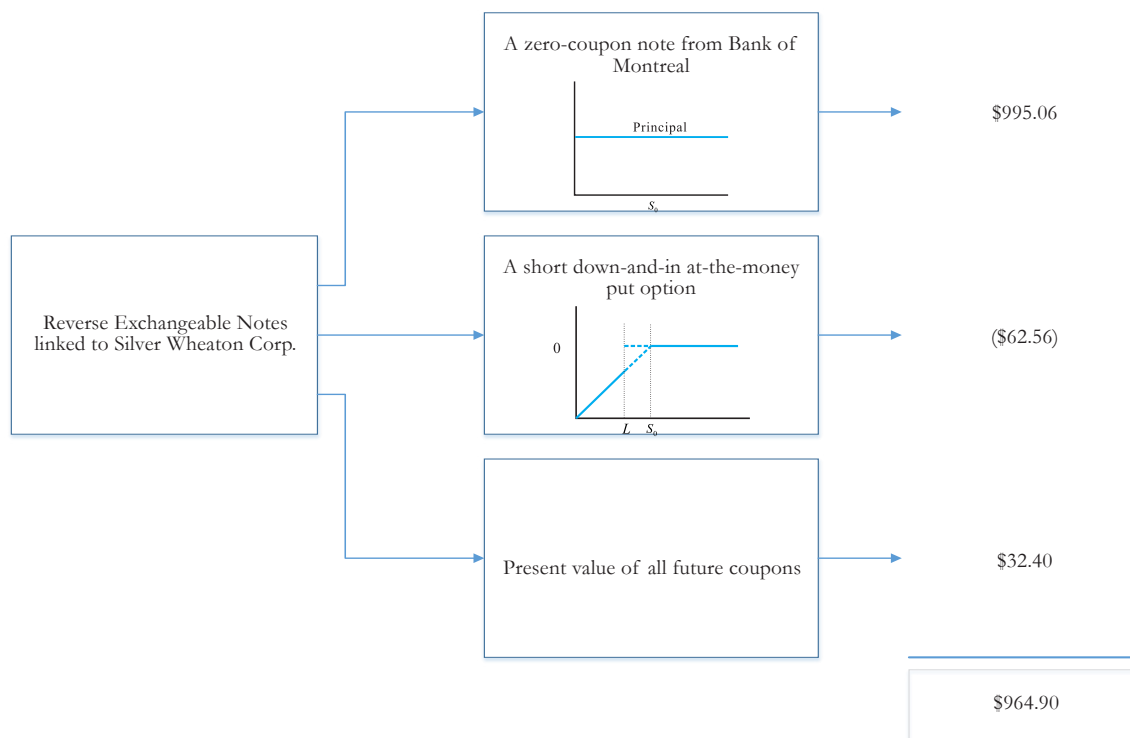 A zero-coupon note from Bank of
Montreal
Principal
S₀
$995.06
Reverse Exchangeable Notes
linked to Silver Wheaton Corp.
A short down-and-in at-the-money
put option
0
L S₀
($62.56)
Present value of all future coupons
$32.40
$964.90